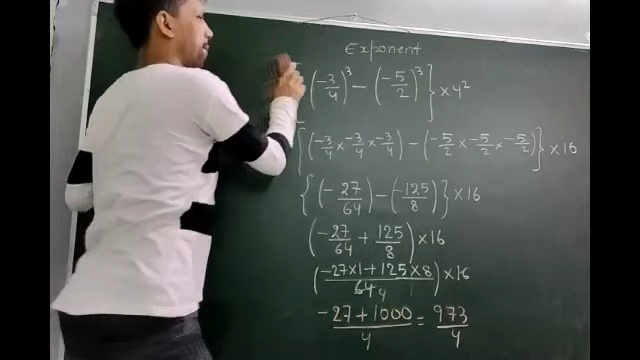 Exponent
{(-3/4)³ - (-5/2)³} × 4²
{(-3/4 × -3/4 × -3/4) - (-5/2 × -5/2 × -5/2)} × 16
{(-27/64) - (-125/8)} × 16
(-27/64 + 125/8) × 16
(-27×1 + 125×8/64 4) × 16
-27 + 1000/4 = 973/4